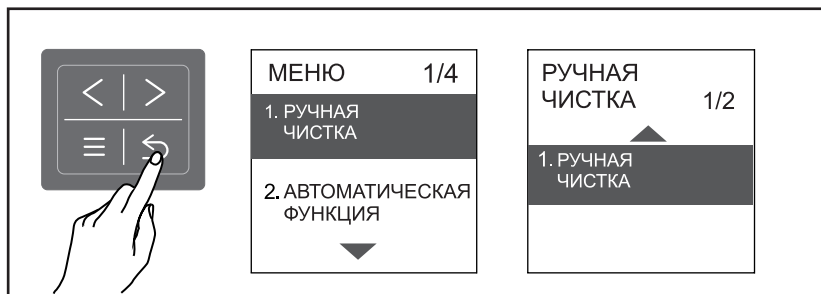 МЕНЮ 1/4
1. РУЧНАЯ
ЧИСТКА
2. АВТОМАТИЧЕСКАЯ
ФУНКЦИЯ
РУЧНАЯ
ЧИСТКА 1/2
1. РУЧНАЯ
ЧИСТКА